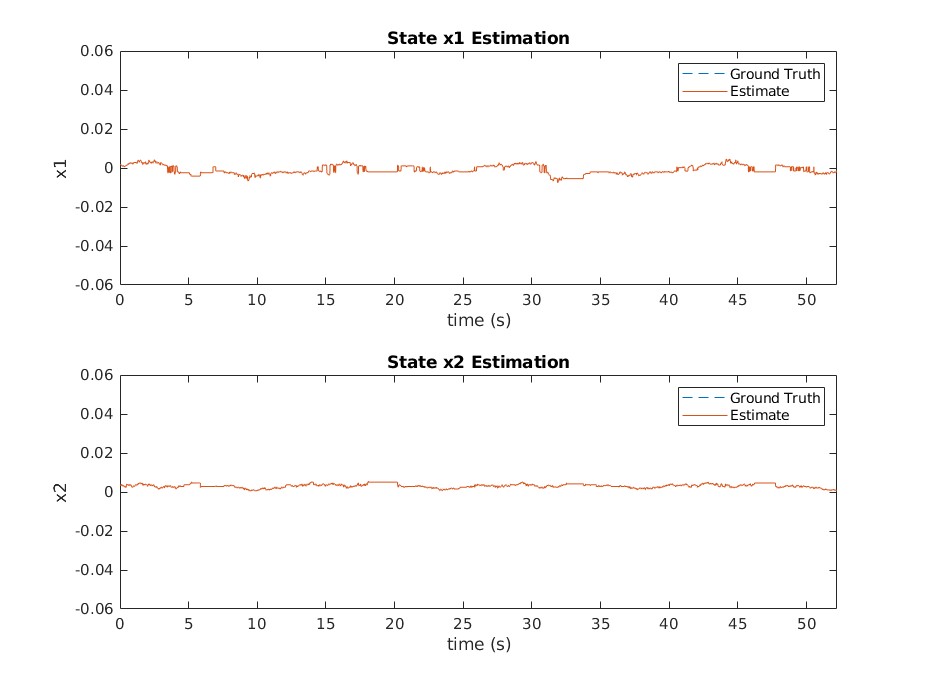 State x1 Estimation
0.06
0.04
0.02
0
-0.02
-0.04
-0.06
x1
Ground Truth
Estimate
0 5 10 15 20 25 30 35 40 45 50
time (s)
State x2 Estimation
0.06
0.04
0.02
0
-0.02
-0.04
-0.06
x2
Ground Truth
Estimate
0 5 10 15 20 25 30 35 40 45 50
time (s)